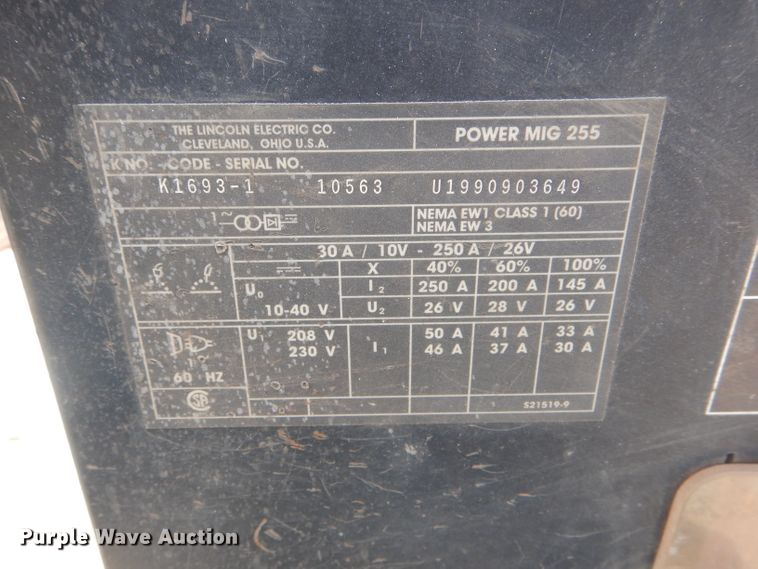 THE LINCOLN ELECTRIC CO.
CLEVELAND, OHIO U.S.A.
POWER MIG 255
K NO. - CODE - SERIAL NO.
K1693-1 10563 U1990903649
1~
NEMA EW1 CLASS 1 (60)
NEMA EW 3
30 A / 10V - 250 A / 26V
X 40% 60% 100%
U0 I2 250 A 200 A 145 A
10-40 V U2 26 V 28 V 26 V
U1 208 V 50 A 41 A 33 A
230 V I1 46 A 37 A 30 A
1~
60 HZ
S21519-9
Purple Wave Auction